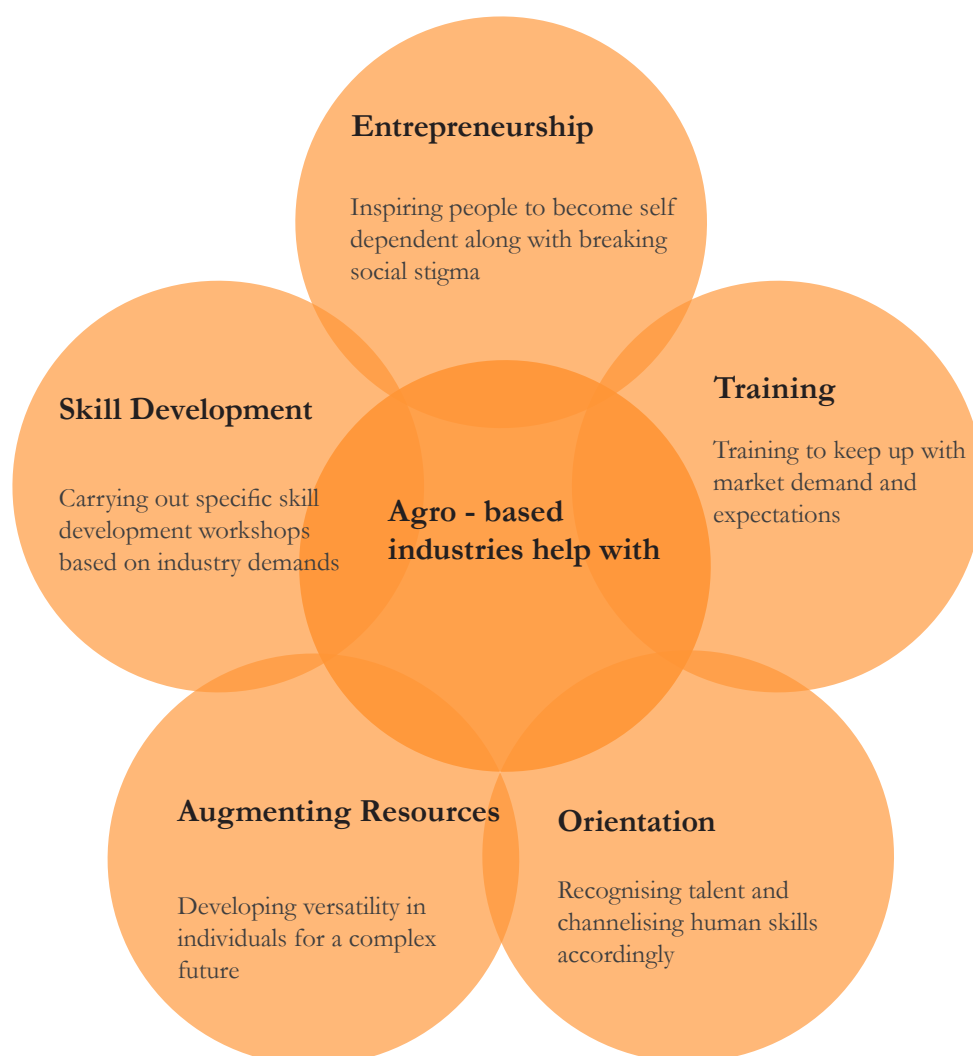 Entrepreneurship
Inspiring people to become self
dependent along with breaking
social stigma
Training
Training to keep up with
market demand and
expectations
Skill Development
Carrying out specific skill
development workshops
based on industry demands
Agro - based
industries help with
Augmenting Resources
Developing versatility in
individuals for a complex
future
Orientation
Recognising talent and
channelising human skills
accordingly